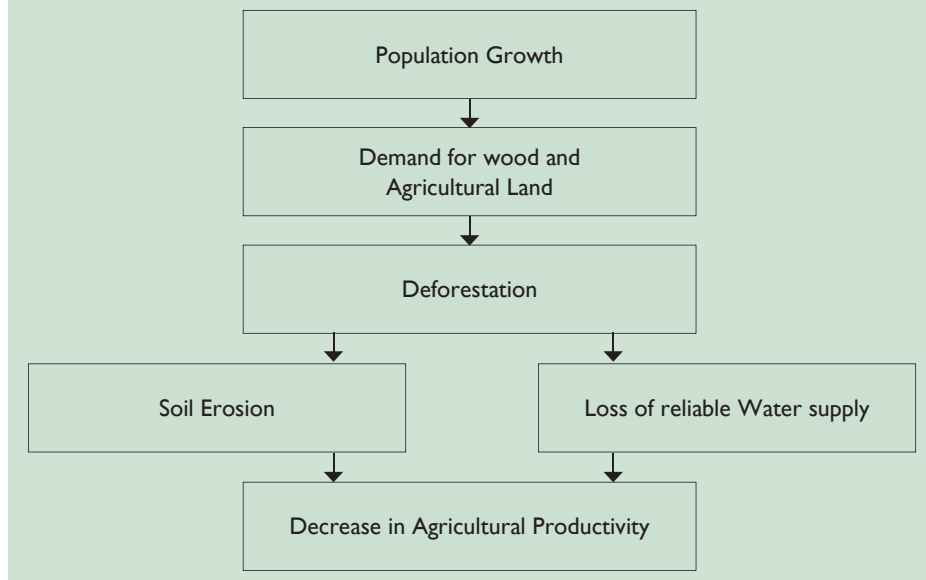 Population Growth
Demand for wood and
Agricultural Land
Deforestation
Soil Erosion
Loss of reliable Water supply
Decrease in Agricultural Productivity